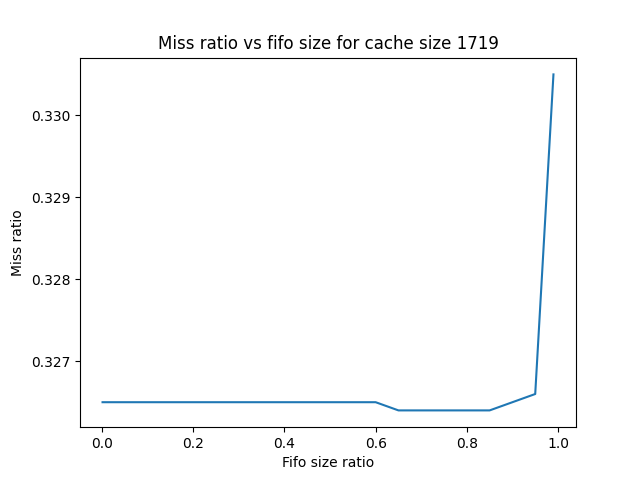 Miss ratio vs fifo size for cache size 1719
0.330
0.329
0.328
0.327
Miss ratio
0.0 0.2 0.4 0.6 0.8 1.0
Fifo size ratio